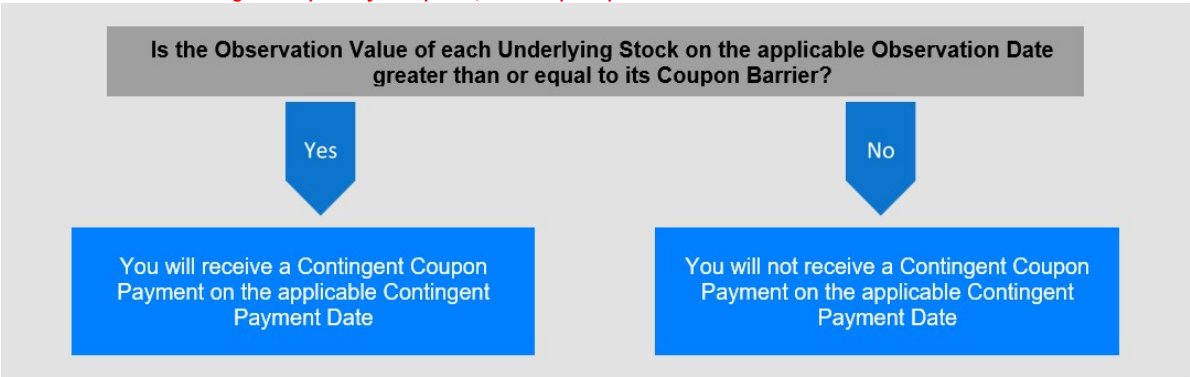 Is the Observation Value of each Underlying Stock on the applicable Observation Date
greater than or equal to its Coupon Barrier?
Yes
No
You will receive a Contingent Coupon
Payment on the applicable Contingent
Payment Date
You will not receive a Contingent Coupon
Payment on the applicable Contingent
Payment Date